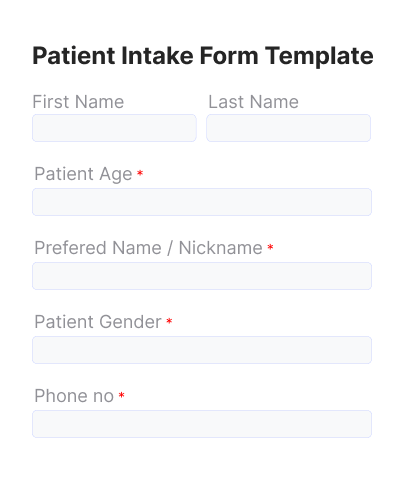 Patient Intake Form Template
First Name Last Name
Patient Age *
Prefered Name / Nickname *
Patient Gender *
Phone no *